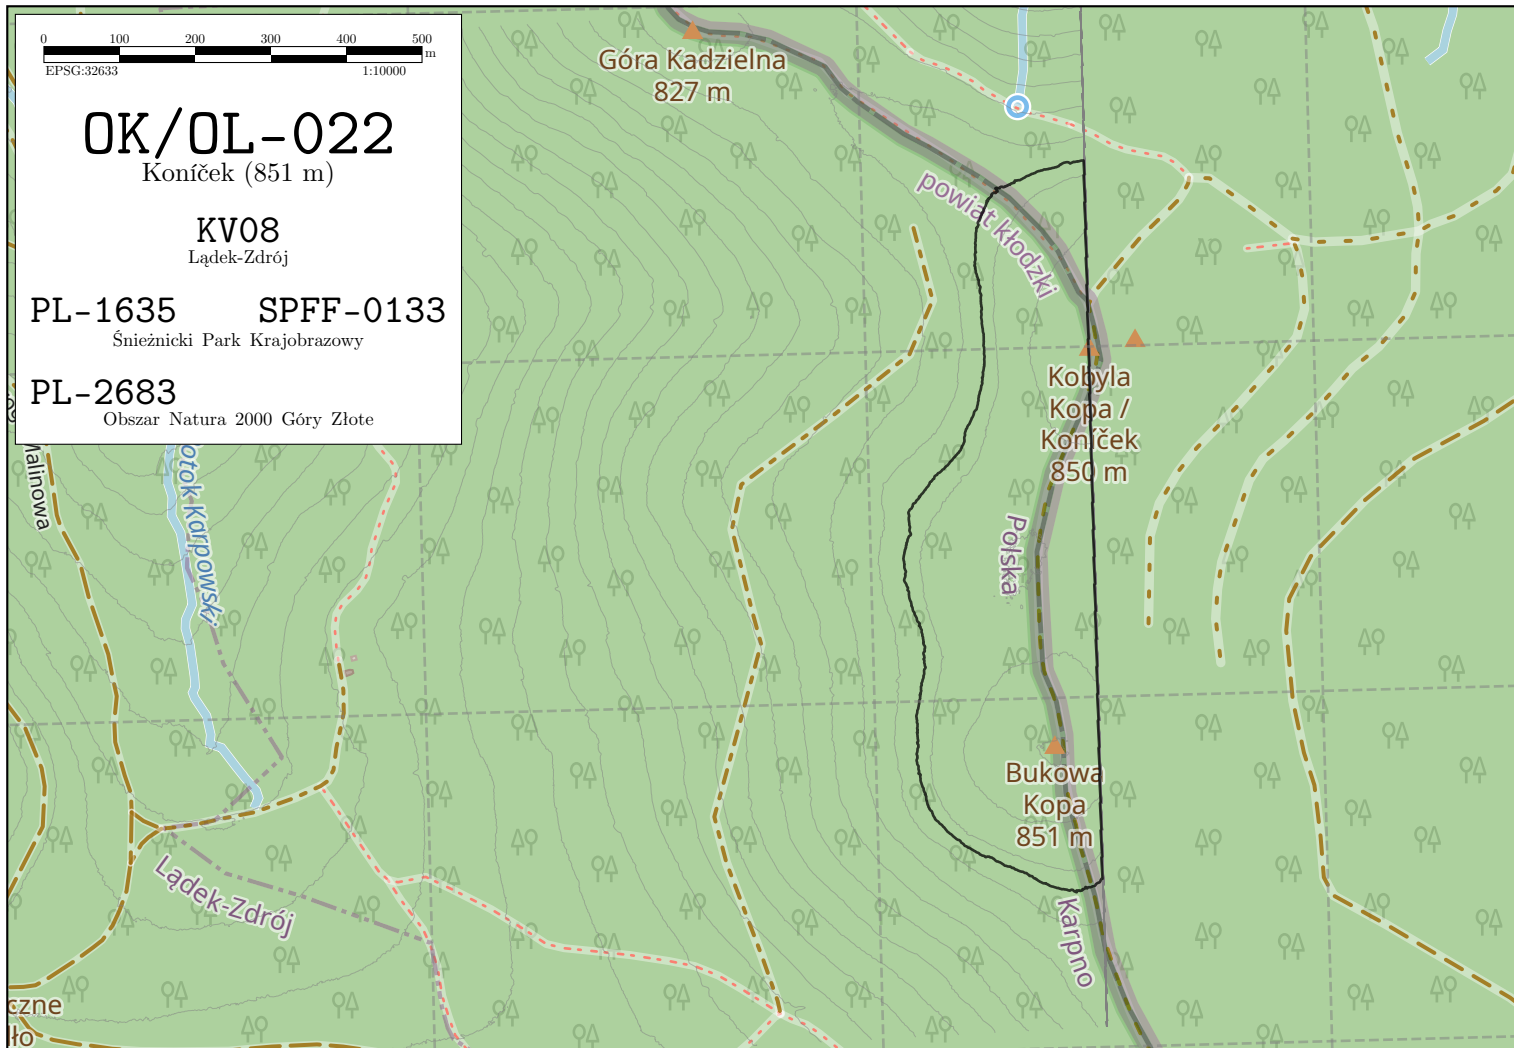 0 100 200 300 400 500
m
EPSG:32633 1:10000
OK/OL-022
Koníček (851 m)
KV08
Lądek-Zdrój
PL-1635 SPFF-0133
Śnieżnicki Park Krajobrazowy
PL-2683
Obszar Natura 2000 Góry Złote
Góra Kadzielna
827 m
powiat kłodzki
Kobyla
Kopa /
Koníček
850 m
Polska
Malinowa
otok Karpowski
Bukowa
Kopa
851 m
Lądek-Zdrój
Karpno
czne
ło